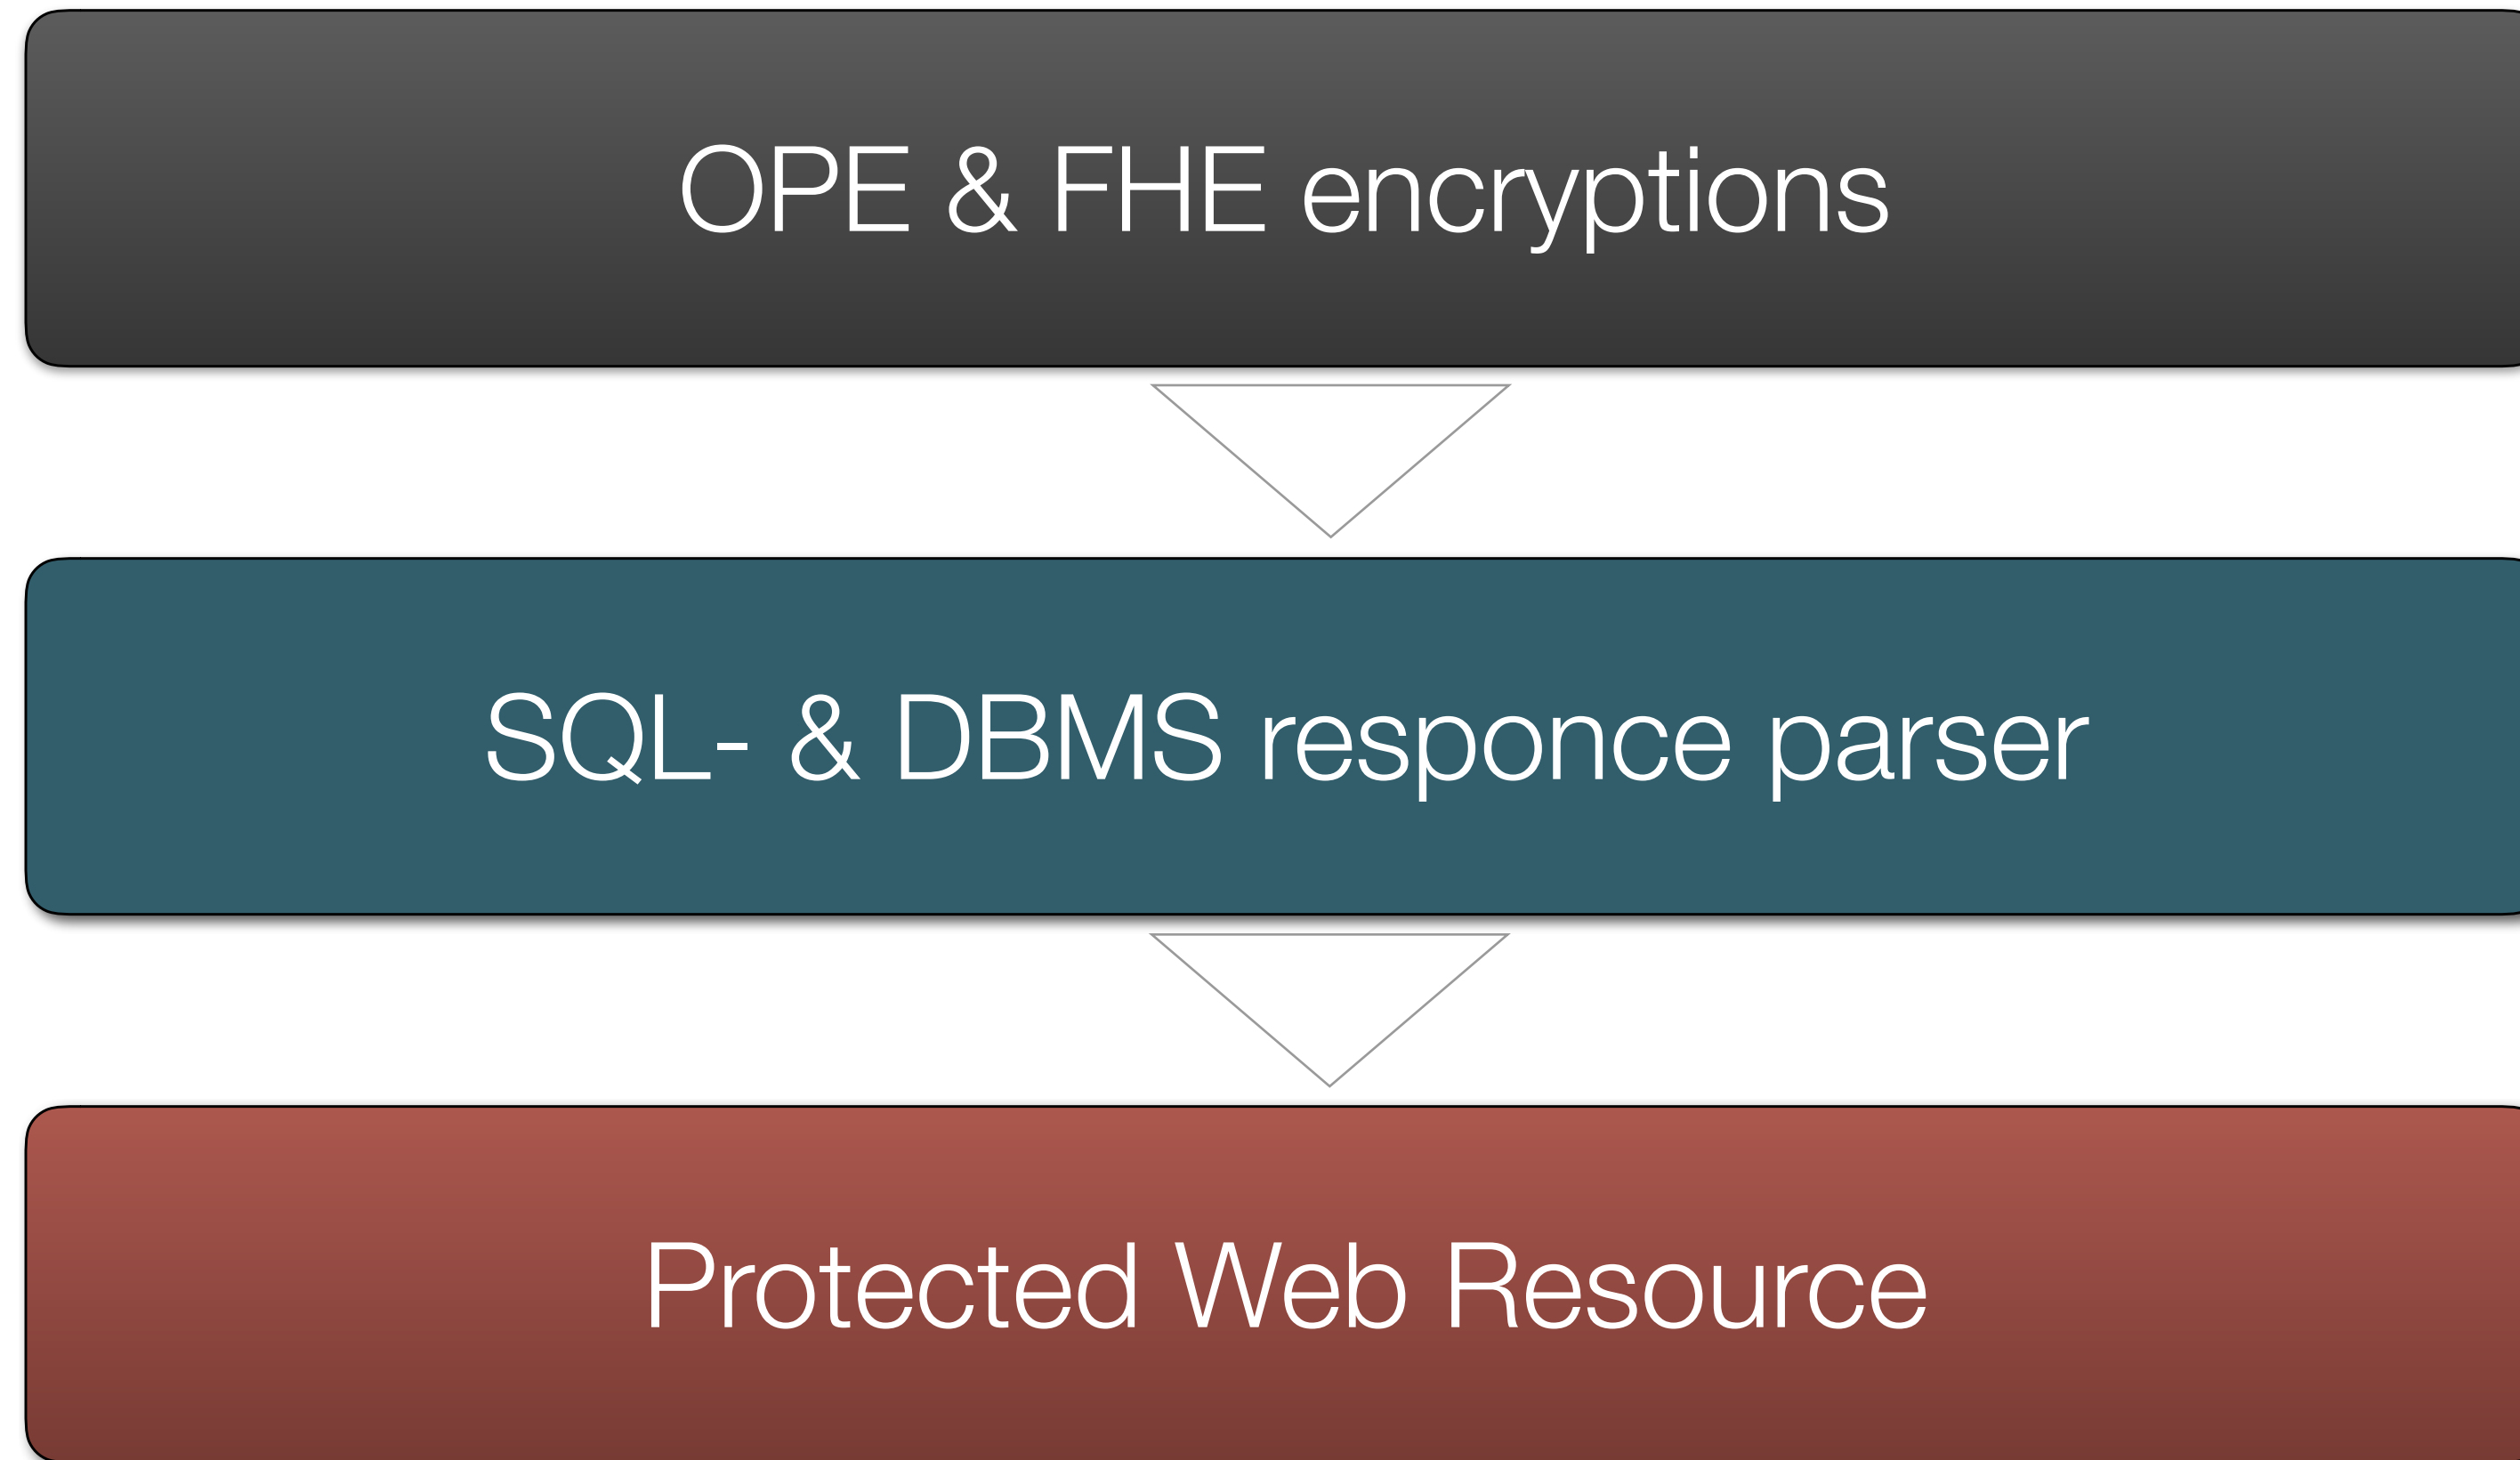 OPE & FHE encryptions
SQL- & DBMS responce parser
Protected Web Resource